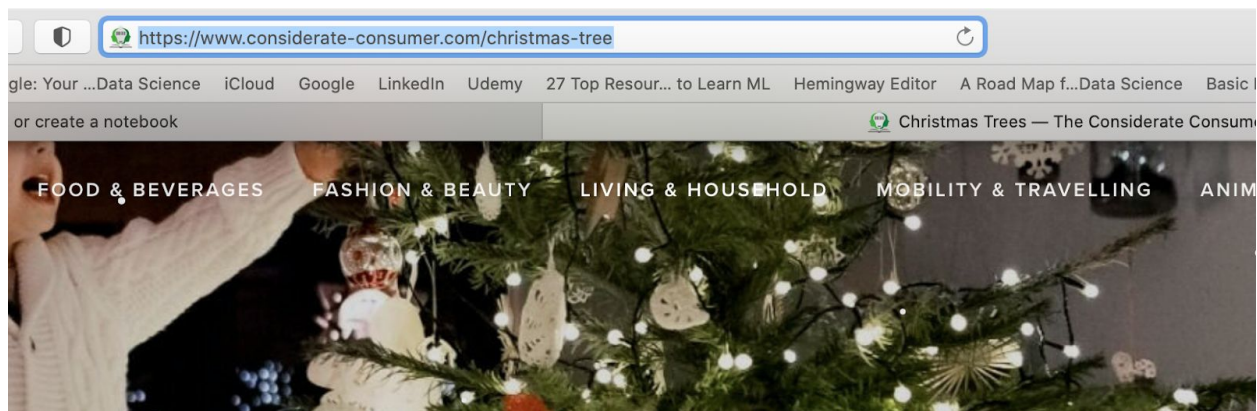 https://www.considerate-consumer.com/christmas-tree
gle: Your ...Data Science iCloud Google LinkedIn Udemy 27 Top Resour... to Learn ML Hemingway Editor A Road Map f...Data Science Basic
or create a notebook Christmas Trees — The Considerate Consume
FOOD & BEVERAGES FASHION & BEAUTY LIVING & HOUSEHOLD MOBILITY & TRAVELLING ANIM